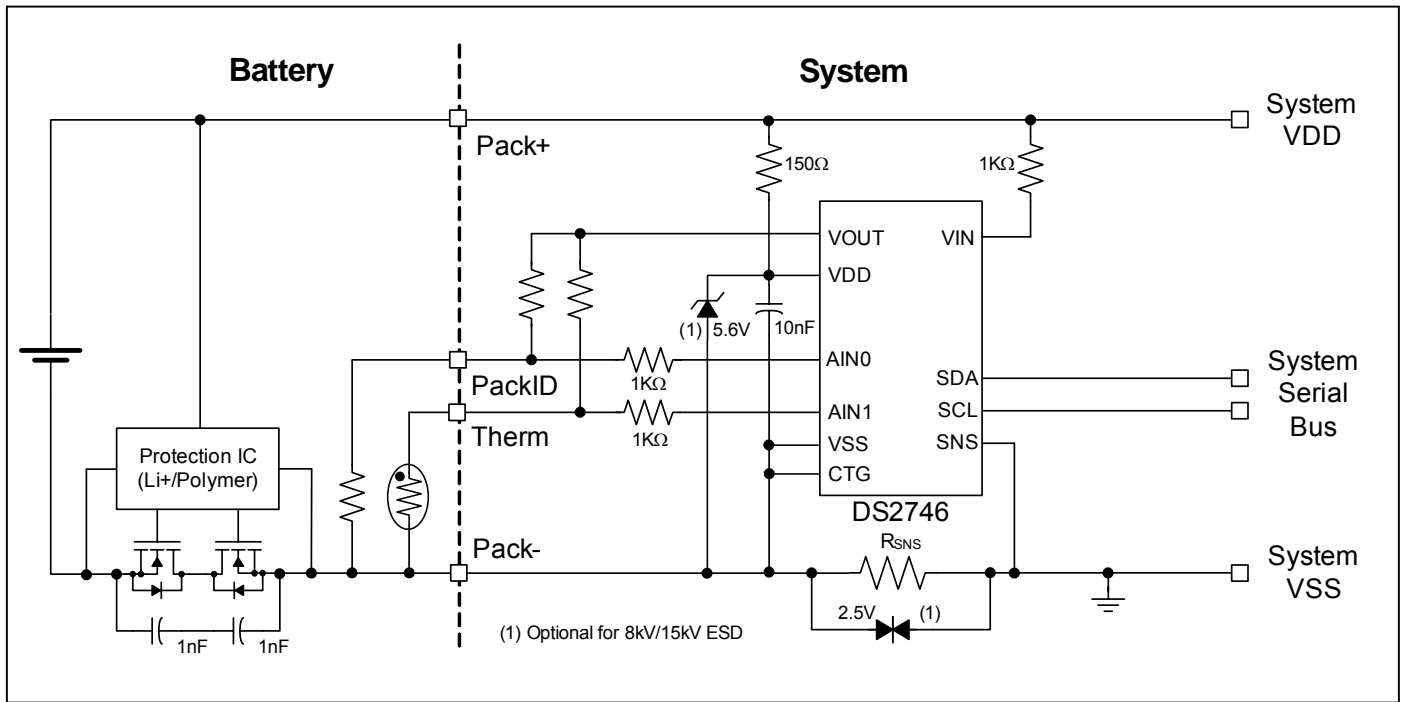 Battery
System
System
VDD
Pack+
150Ω
1KΩ
VOUT
VIN
VDD
(1) 5.6V
10nF
AIN0
PackID
1KΩ
SDA
System
Serial
Bus
AIN1
SCL
Therm
1KΩ
VSS
SNS
Protection IC
(Li+/Polymer)
CTG
DS2746
Pack-
RSNS
System
VSS
2.5V
(1)
1nF
1nF
(1) Optional for 8kV/15kV ESD